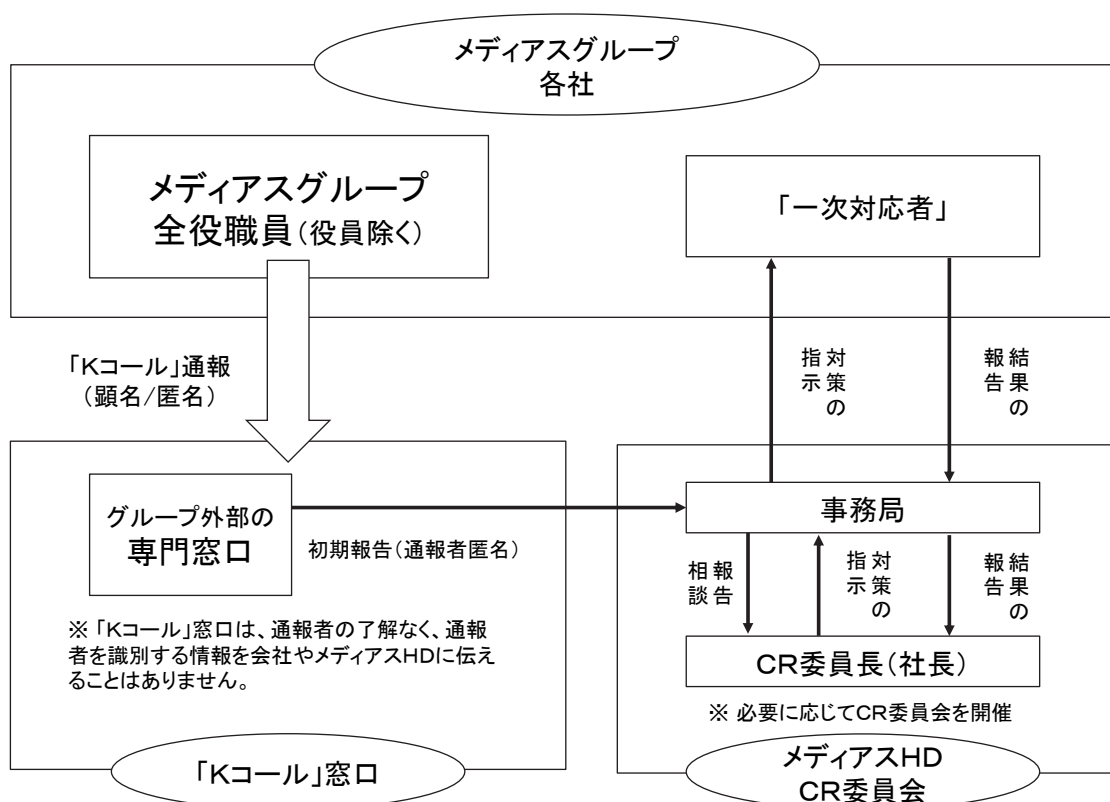 メディアスグループ
各社
メディアスグループ
全役職員（役員除く）
「一次対応者」
「Kコール」通報
（顕名/匿名）
対策の
指示
結果の
報告
グループ外部の
専門窓口
初期報告（通報者匿名）
事務局
報告
相談
対策の
指示
結果の
報告
※「Kコール」窓口は、通報者の了解なく、通報
者を識別する情報を会社やメディアスHDに伝え
ることはありません。
CR委員長（社長）
※ 必要に応じてCR委員会を開催
「Kコール」窓口
メディアスHD
CR委員会